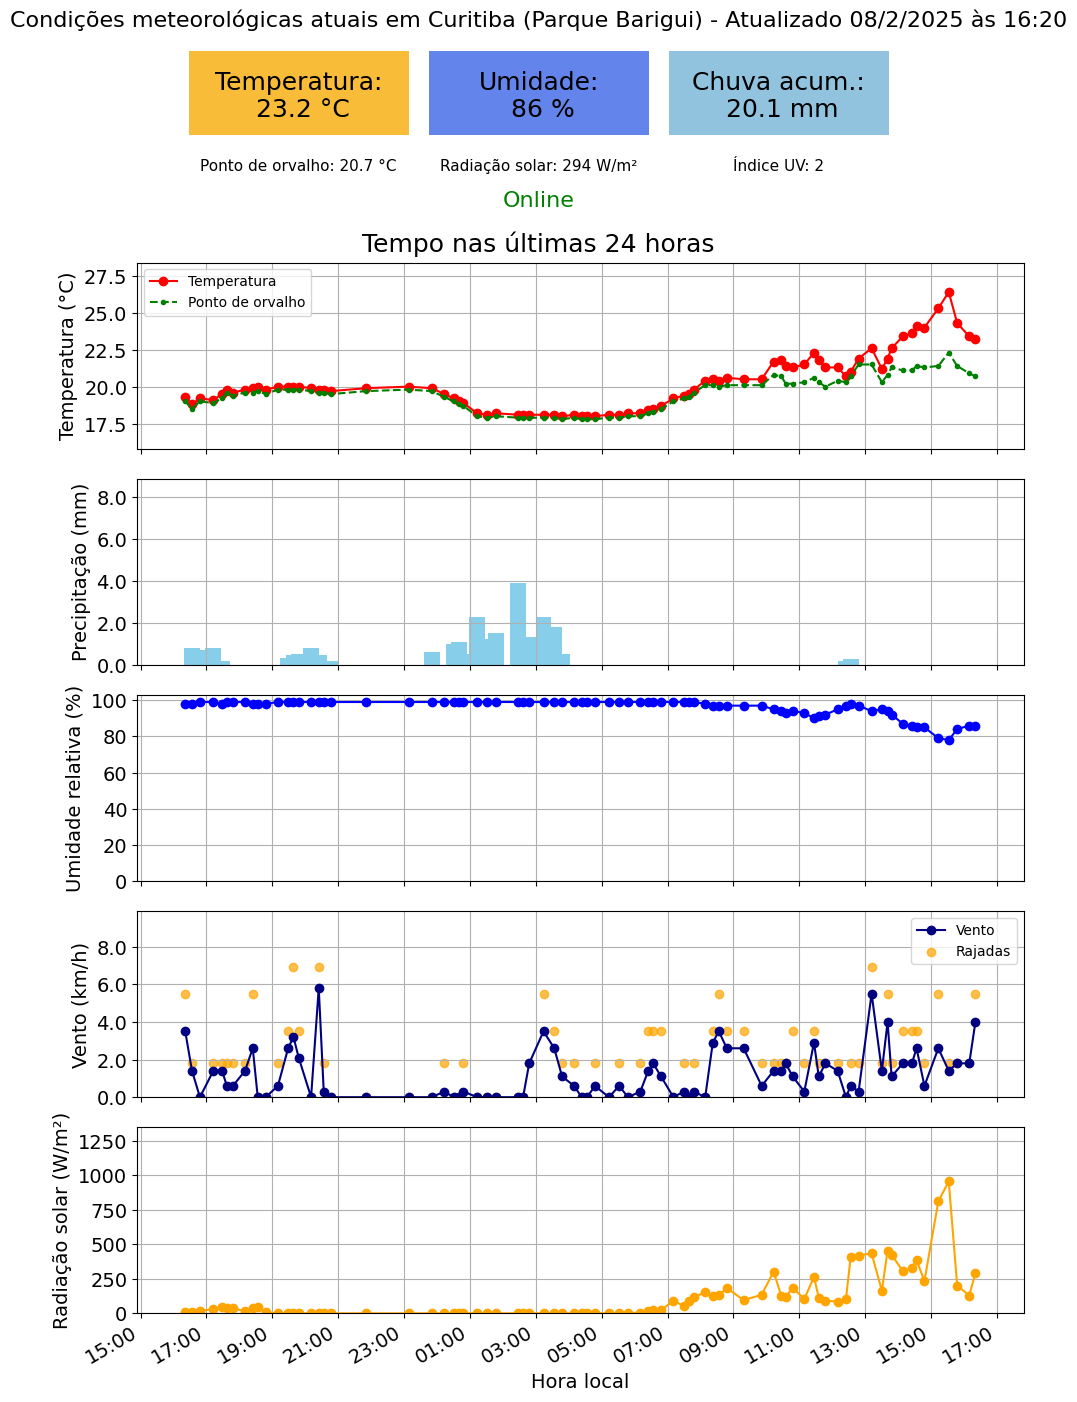 Condições meteorológicas atuais em Curitiba (Parque Barigui) - Atualizado 08/2/2025 às 16:20
Temperatura:
23.2 °C
Umidade:
86 %
Chuva acum.:
20.1 mm
Ponto de orvalho: 20.7 °C
Radiação solar: 294 W/m²
Índice UV: 2
Online
Tempo nas últimas 24 horas
Temperatura (°C)
27.5
25.0
22.5
20.0
17.5
Temperatura
Ponto de orvalho
Precipitação (mm)
8.0
6.0
4.0
2.0
0.0
Umidade relativa (%)
100
80
60
40
20
0
Vento (km/h)
8.0
6.0
4.0
2.0
0.0
Vento
Rajadas
Radiação solar (W/m²)
1250
1000
750
500
250
0
15:00
17:00
19:00
21:00
23:00
01:00
03:00
05:00
07:00
09:00
11:00
13:00
15:00
17:00
Hora local